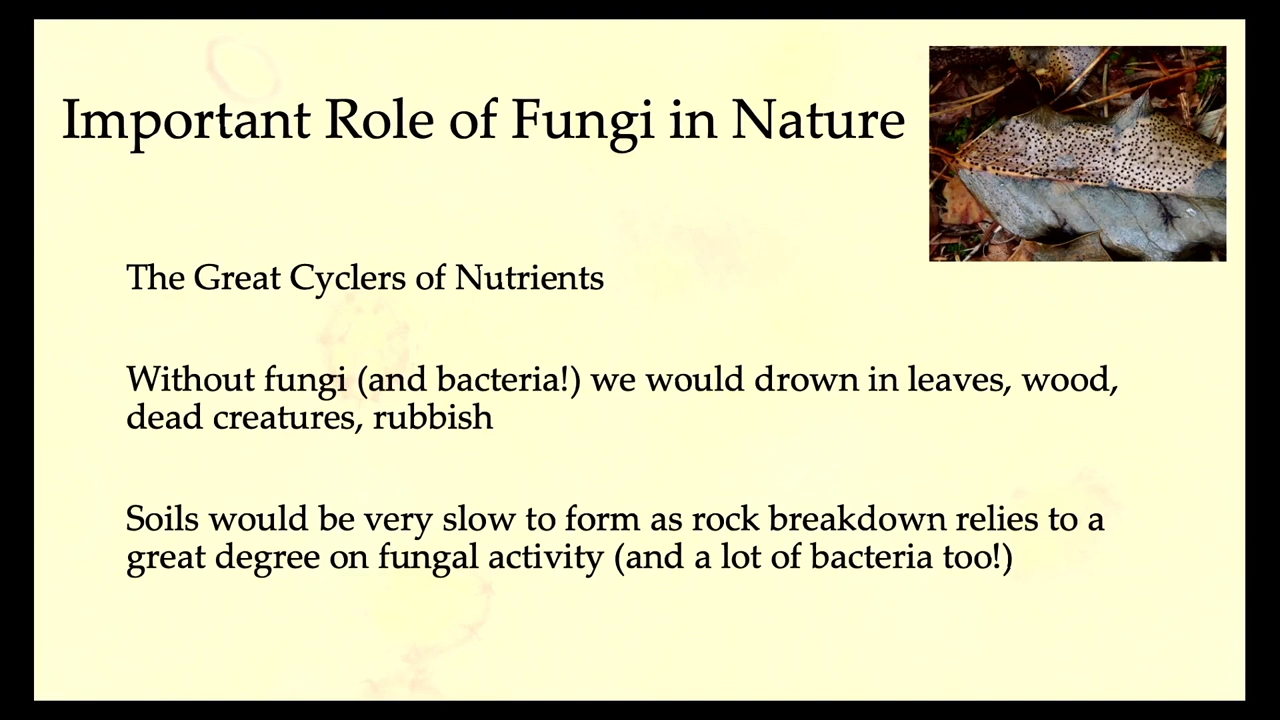 Important Role of Fungi in Nature
The Great Cyclers of Nutrients
Without fungi (and bacteria!) we would drown in leaves, wood,
dead creatures, rubbish
Soils would be very slow to form as rock breakdown relies to a
great degree on fungal activity (and a lot of bacteria too!)